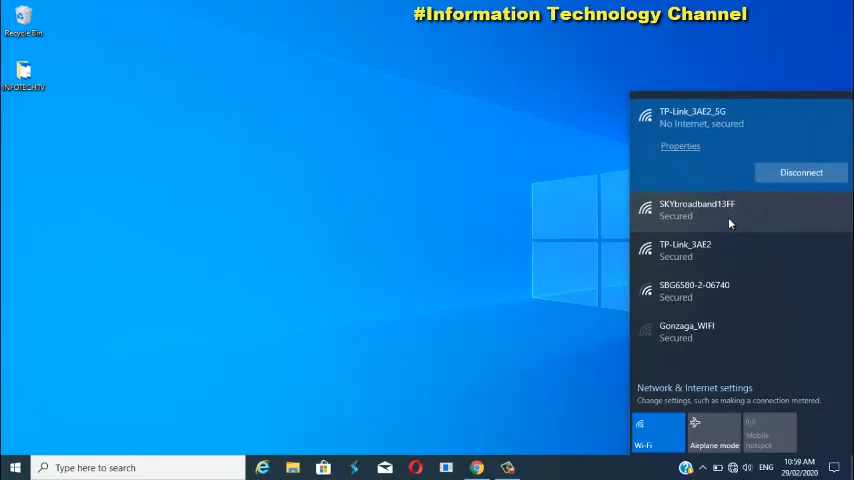 #Information Technology Channel
Recycle Bin
INFOTECHTV
TP-Link_3AE2_5G
No Internet, secured
Properties
Disconnect
SKYbroadband13FF
Secured
TP-Link_3AE2
Secured
SBG6580-2-06740
Secured
Gonzaga_WIFI
Secured
Network & Internet settings
Change settings, such as making a connection metered.
Wi-Fi
Airplane mode
Mobile
hotspot
Type here to search
ENG
10:59 AM
29/02/2020